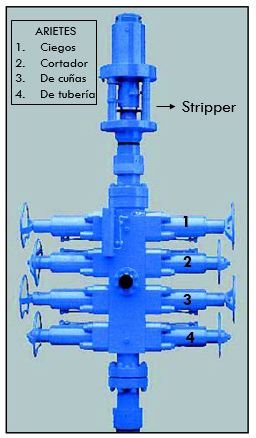 ARIETES
1. Ciegos
2. Cortador
3. De cuñas
4. De tubería
Stripper
1
2
3
4